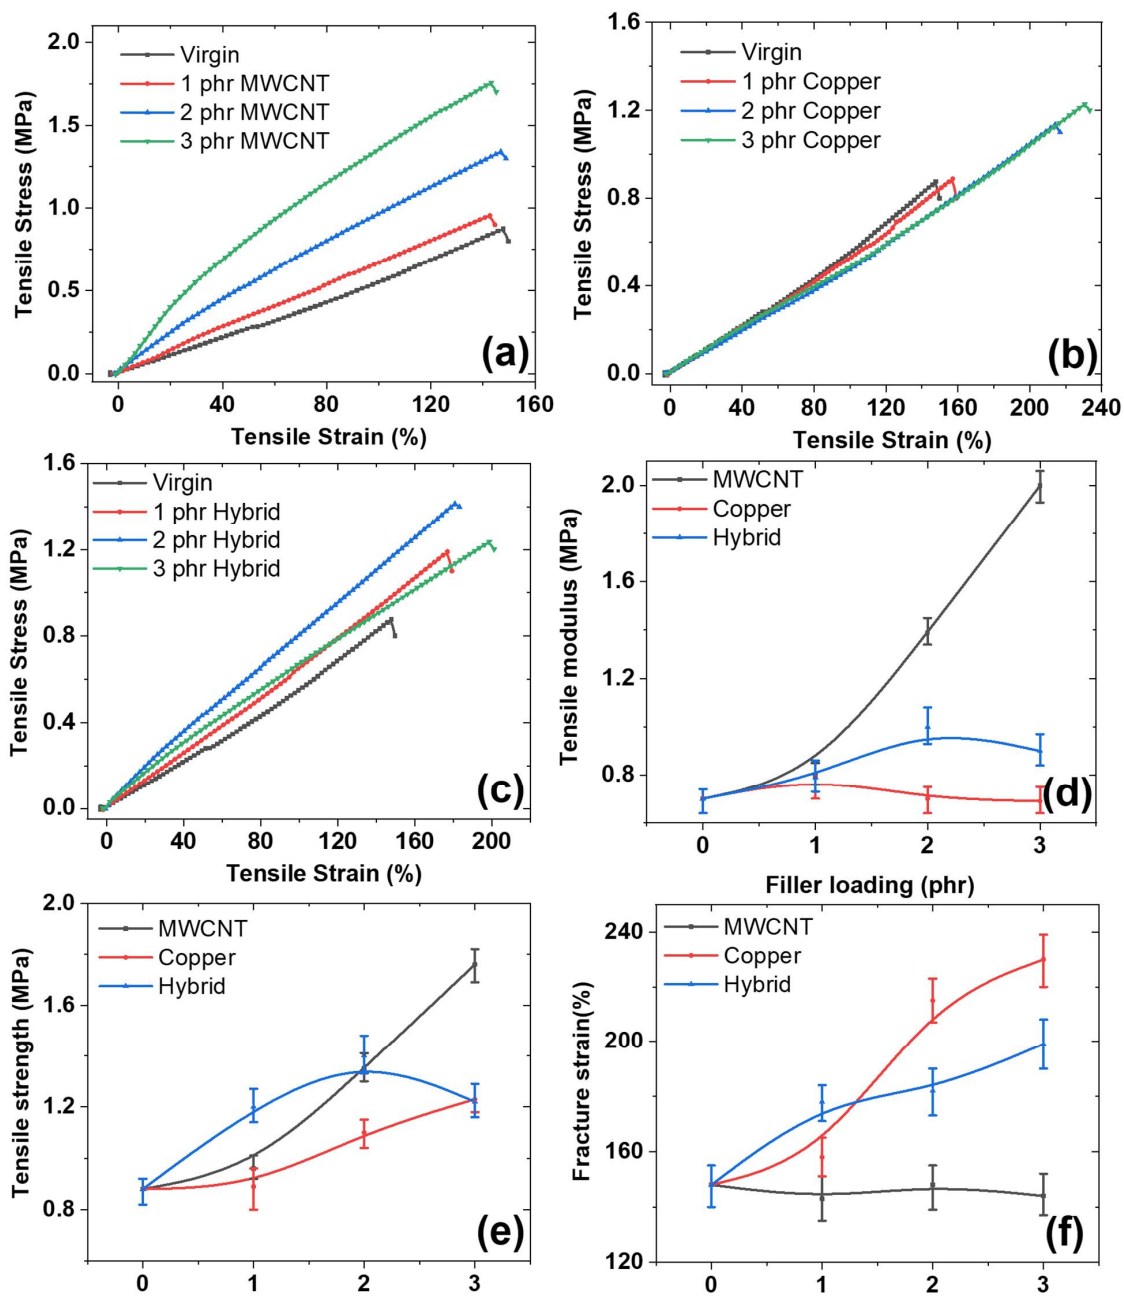 2.0
1.5
1.0
0.5
0.0
Tensile Stress (MPa)
Virgin
1 phr MWCNT
2 phr MWCNT
3 phr MWCNT
(a)
0 40 80 120 160
Tensile Strain (%)
1.6
1.2
0.8
0.4
0.0
Tensile Stress (MPa)
Virgin
1 phr Copper
2 phr Copper
3 phr Copper
(b)
0 40 80 120 160 200 240
Tensile Strain (%)
1.6
1.2
0.8
0.4
0.0
Tensile Stress (MPa)
Virgin
1 phr Hybrid
2 phr Hybrid
3 phr Hybrid
(c)
0 40 80 120 160 200
Tensile Strain (%)
2.0
1.6
1.2
0.8
Tensile modulus (MPa)
MWCNT
Copper
Hybrid
(d)
0 1 2 3
Filler loading (phr)
2.0
1.6
1.2
0.8
Tensile strength (MPa)
MWCNT
Copper
Hybrid
(e)
0 1 2 3
240
200
160
120
Fracture strain(%)
MWCNT
Copper
Hybrid
(f)
0 1 2 3